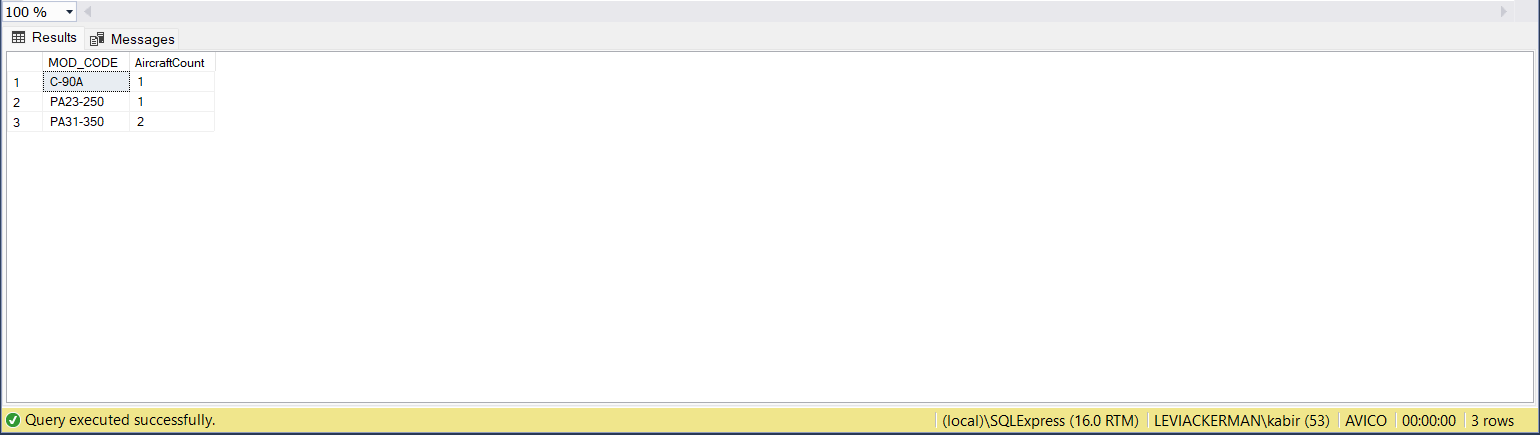 100 %
Results Messages
MOD_CODE AircraftCount
1 C-90A 1
2 PA23-250 1
3 PA31-350 2
Query executed successfully. (local)\SQLExpress (16.0 RTM) LEVIACKERMAN\kabir (53) AVICO 00:00:00 3 rows